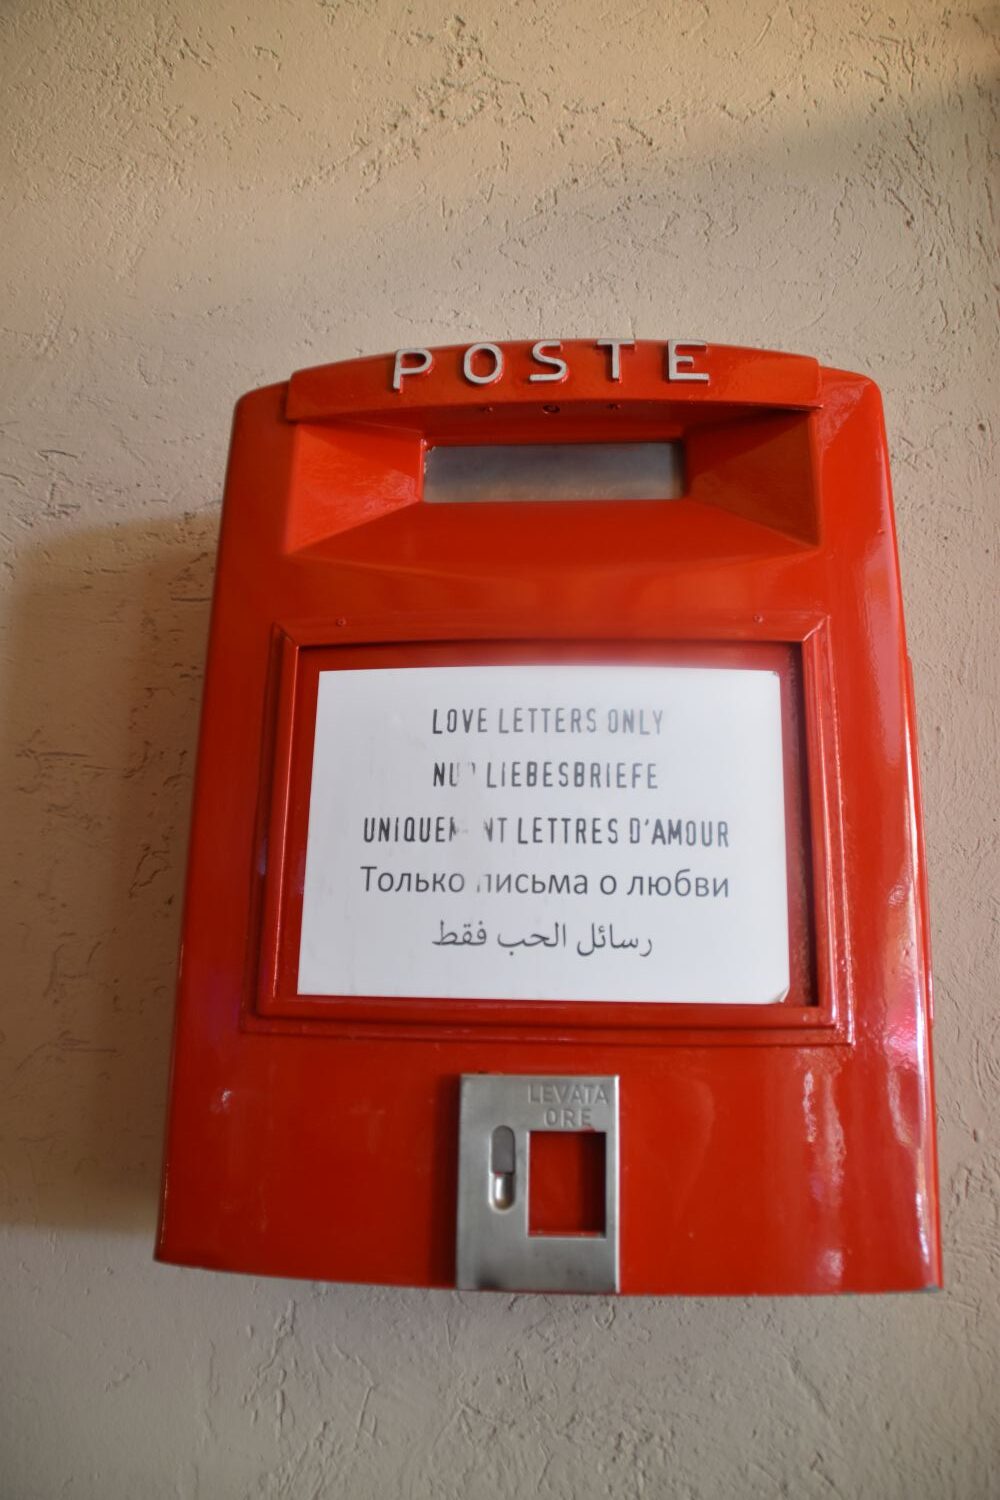 POSTE
LOVE LETTERS ONLY
NUR LIEBESBRIEFE
UNIQUEMENT LETTRES D'AMOUR
Только письма о любви
رسائل الحب فقط
LEVATA
ORE